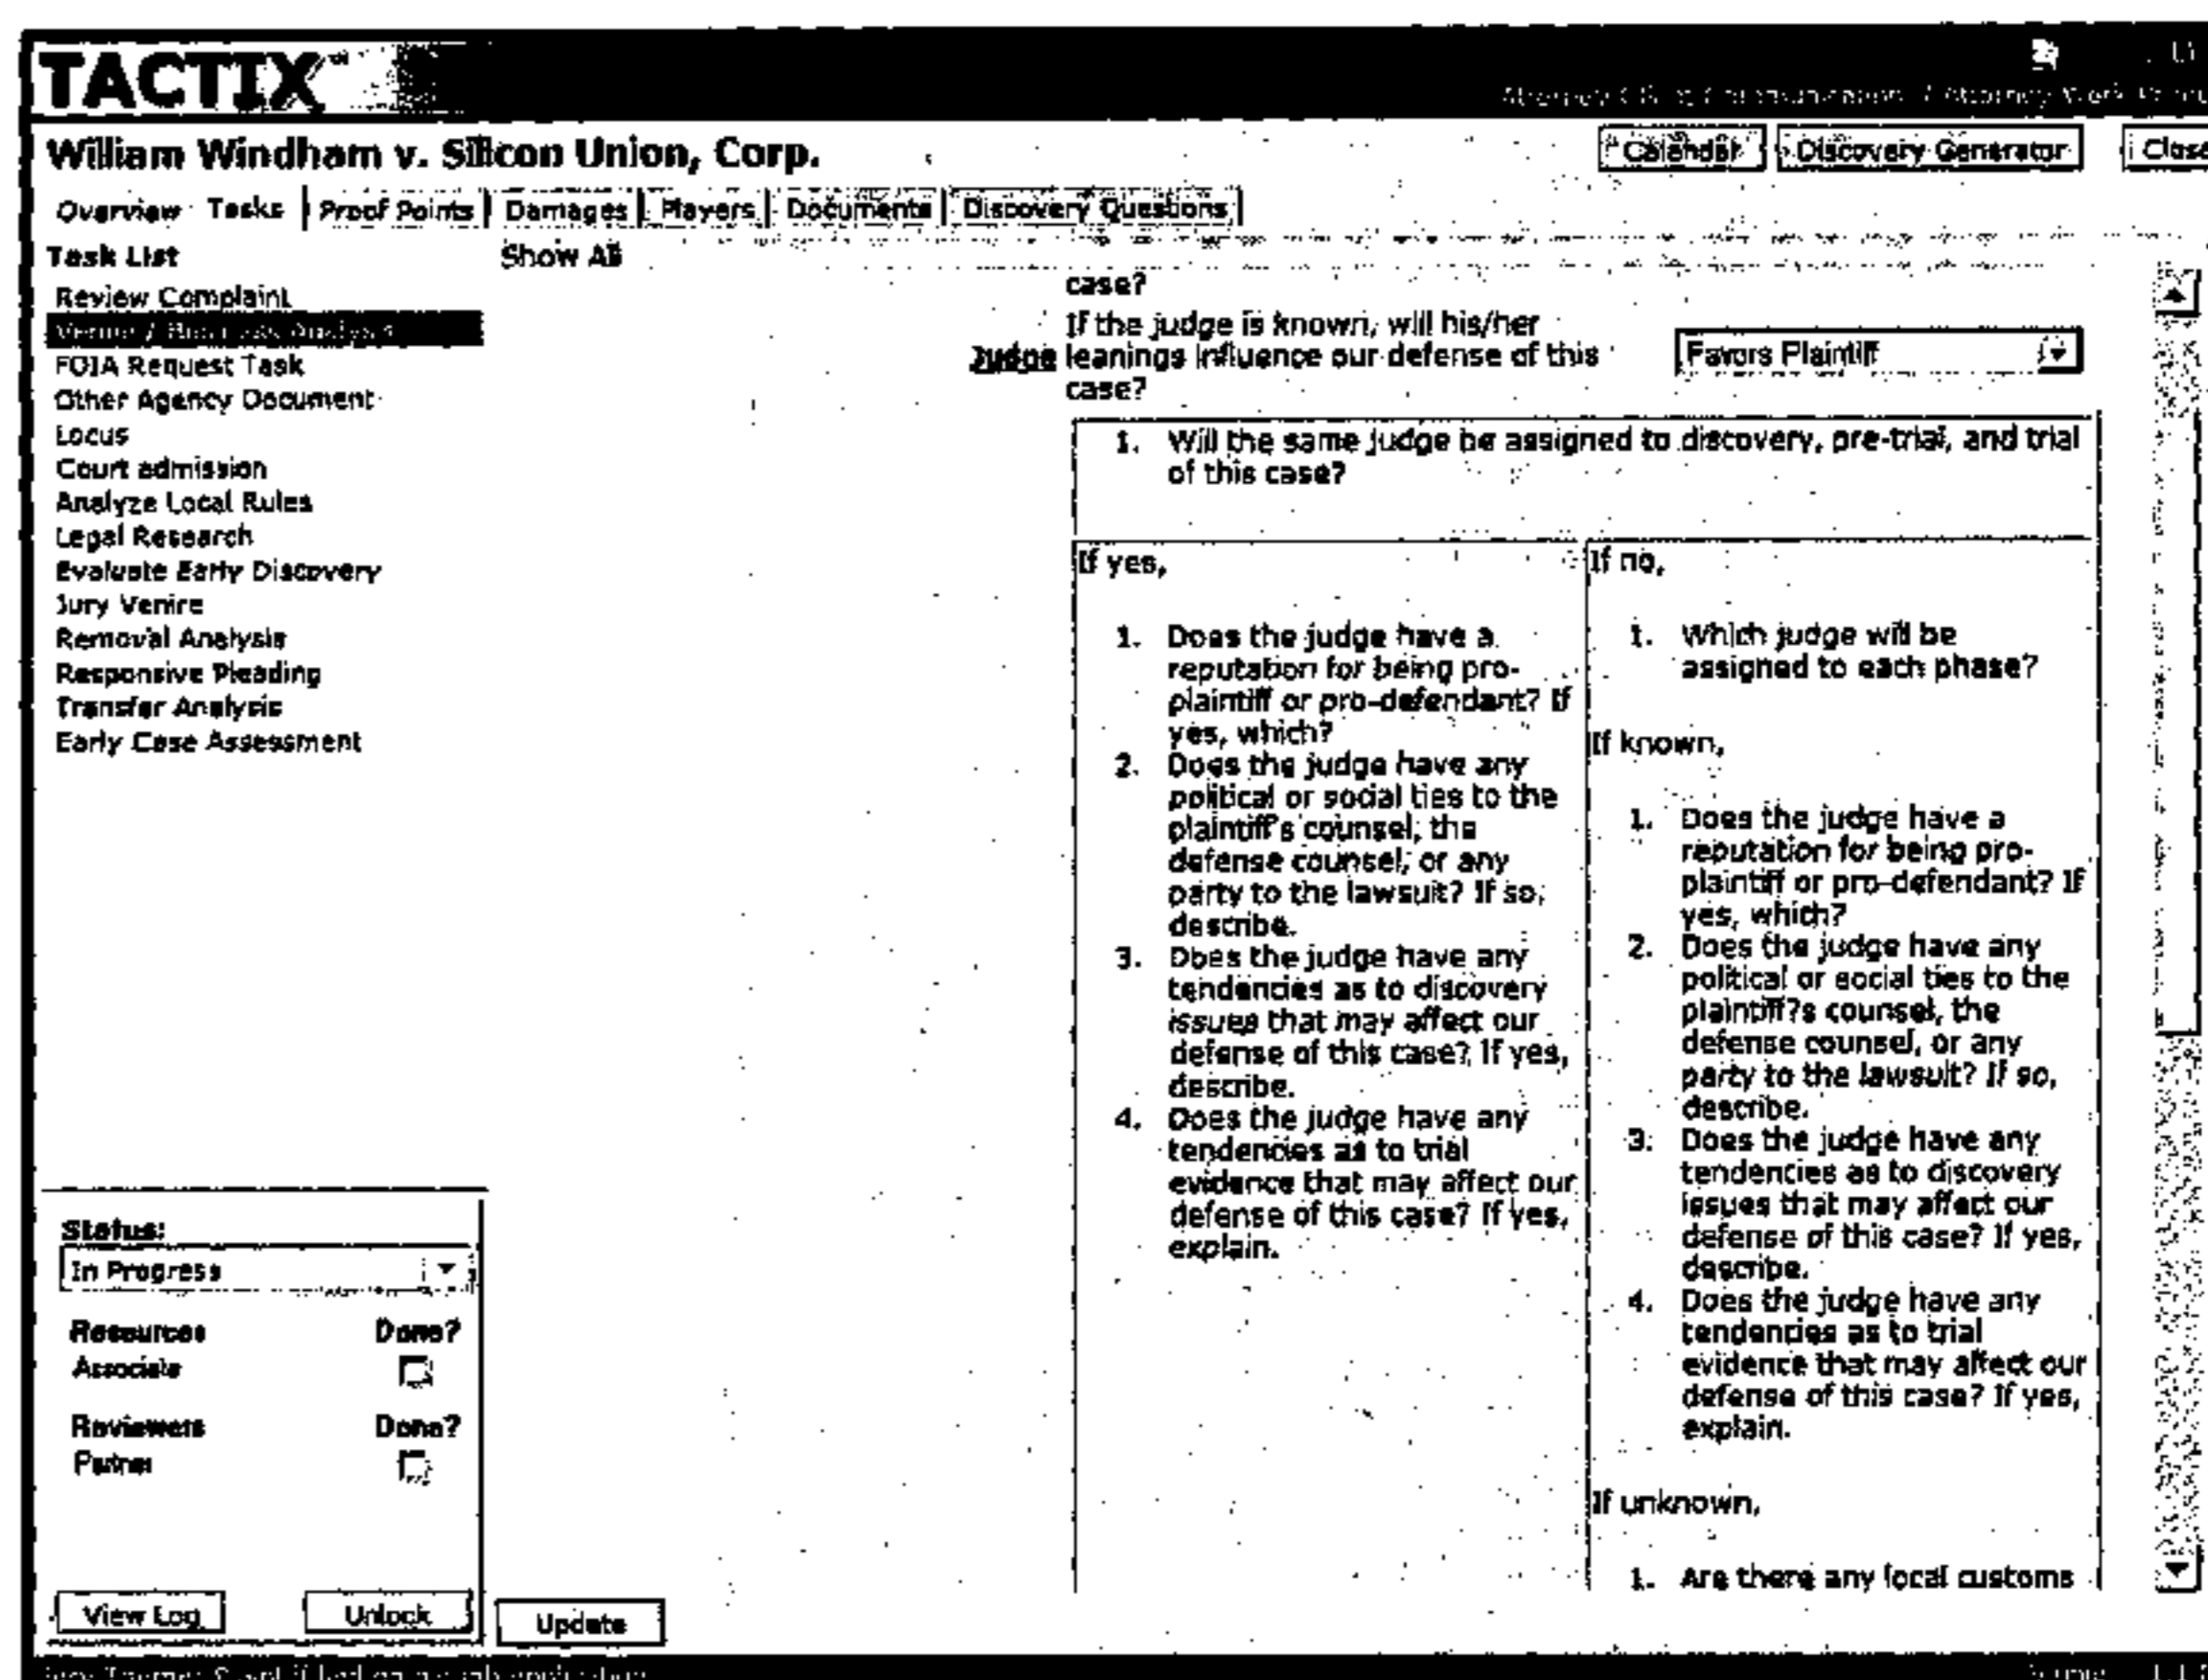 TACTIX
William Windham v. Silicon Union, Corp.
Calendar
Discovery Generator
Close
Overview
Tasks
Proof Points
Damages
Players
Documents
Discovery Questions
Task List
Show All
Review Complaint
FOIA Request Task
Other Agency Document
Locus
Court admission
Analyze Local Rules
Legal Research
Evaluate Early Discovery
Jury Venire
Removal Analysis
Responsive Pleading
Transfer Analysis
Early Case Assessment
Status:
In Progress
Resources Done?
Associate
Reviewers Done?
Partner
View Log
Unlock
Update
case?
Judge
If the judge is known, will his/her
leanings influence our defense of this
case?
Favors Plaintiff
1. Will the same judge be assigned to discovery, pre-trial, and trial
of this case?
If yes,
1. Does the judge have a
reputation for being pro-
plaintiff or pro-defendant? If
yes, which?
2. Does the judge have any
political or social ties to the
plaintiff's counsel, the
defense counsel, or any
party to the lawsuit? If so,
describe.
3. Does the judge have any
tendencies as to discovery
issues that may affect our
defense of this case? If yes,
describe.
4. Does the judge have any
tendencies as to trial
evidence that may affect our
defense of this case? If yes,
explain.
If no,
1. Which judge will be
assigned to each phase?
If known,
1. Does the judge have a
reputation for being pro-
plaintiff or pro-defendant? If
yes, which?
2. Does the judge have any
political or social ties to the
plaintiff?s counsel, the
defense counsel, or any
party to the lawsuit? If so,
describe.
3. Does the judge have any
tendencies as to discovery
issues that may affect our
defense of this case? If yes,
describe.
4. Does the judge have any
tendencies as to trial
evidence that may affect our
defense of this case? If yes,
explain.
If unknown,
1. Are there any local customs